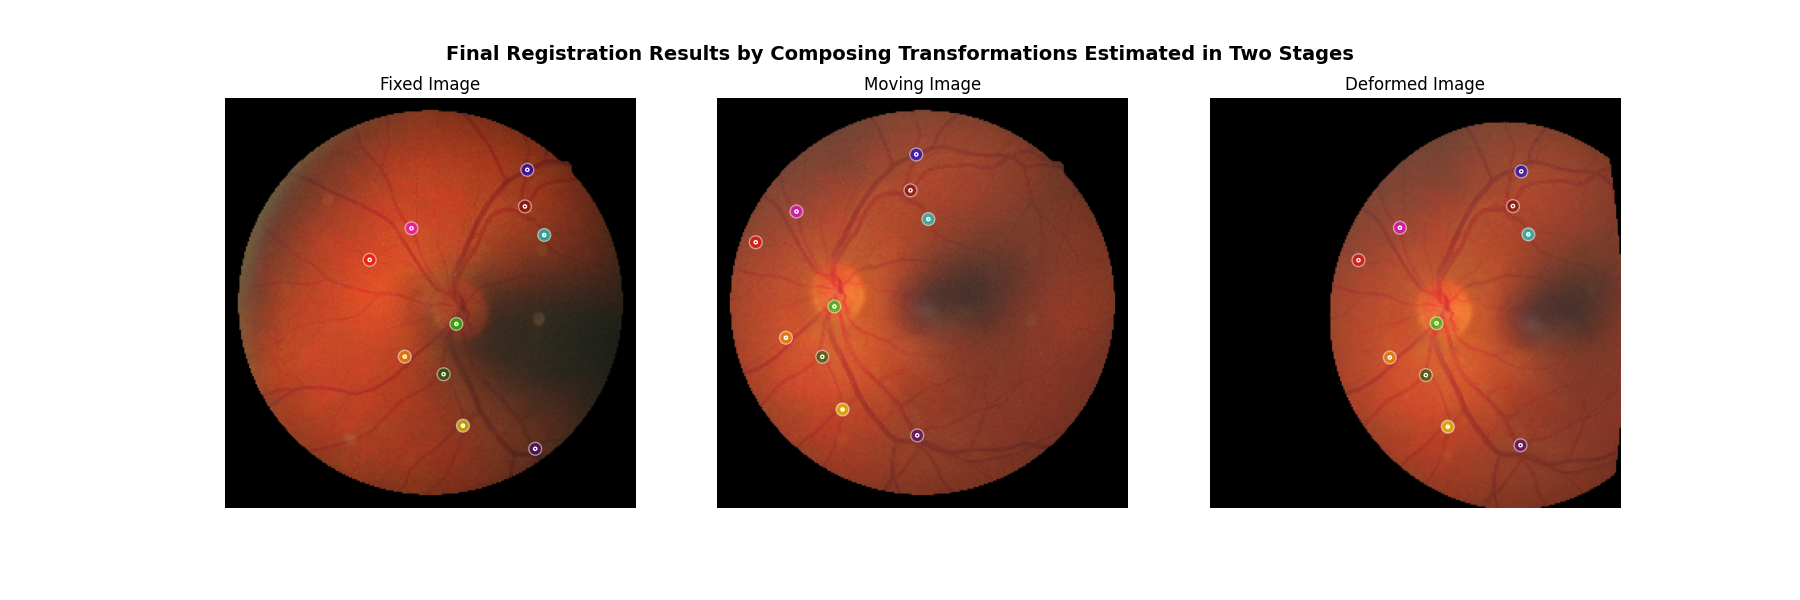 Final Registration Results by Composing Transformations Estimated in Two Stages
Fixed Image
Moving Image
Deformed Image